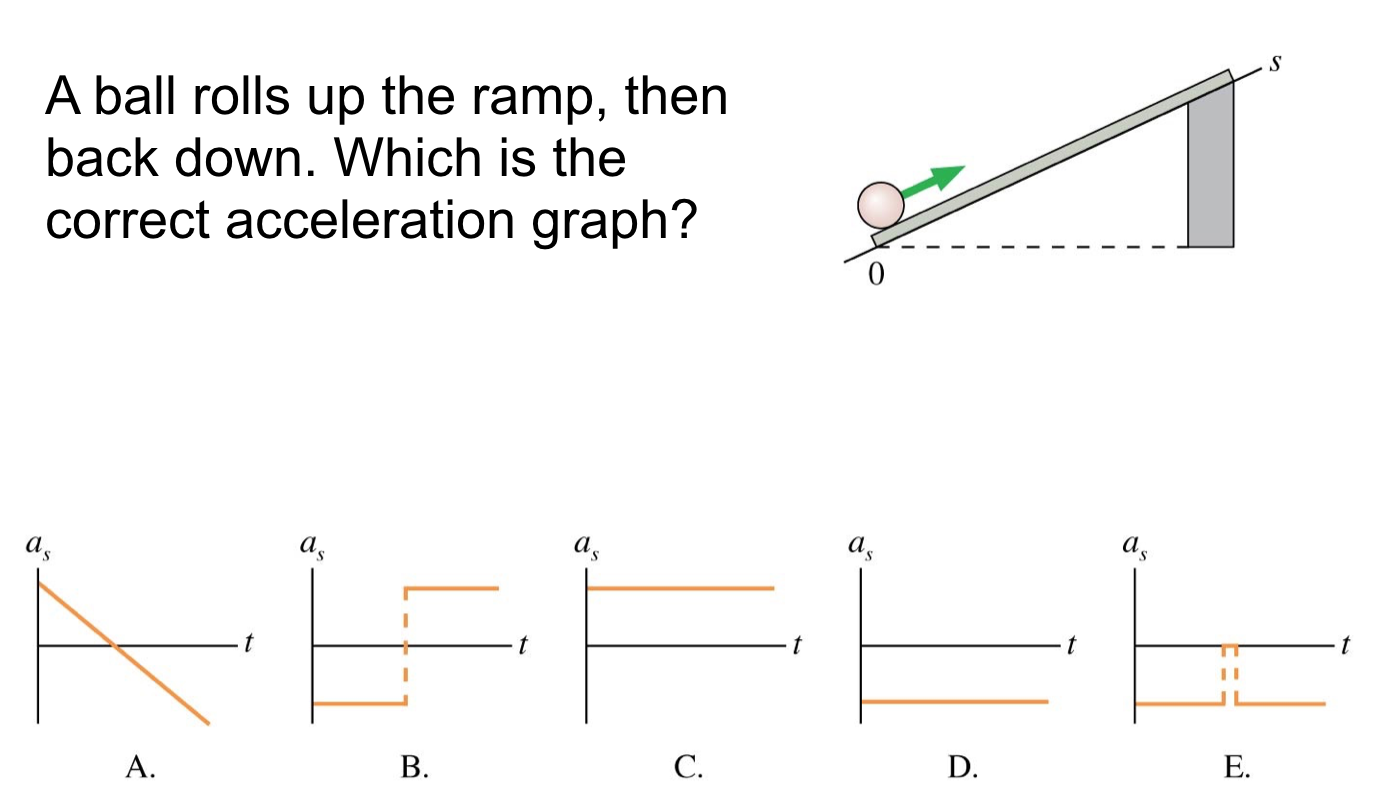 A ball rolls up the ramp, then
back down. Which is the
correct acceleration graph?
s
0
a_s
t
A.
a_s
t
B.
a_s
t
C.
a_s
t
D.
a_s
t
E.